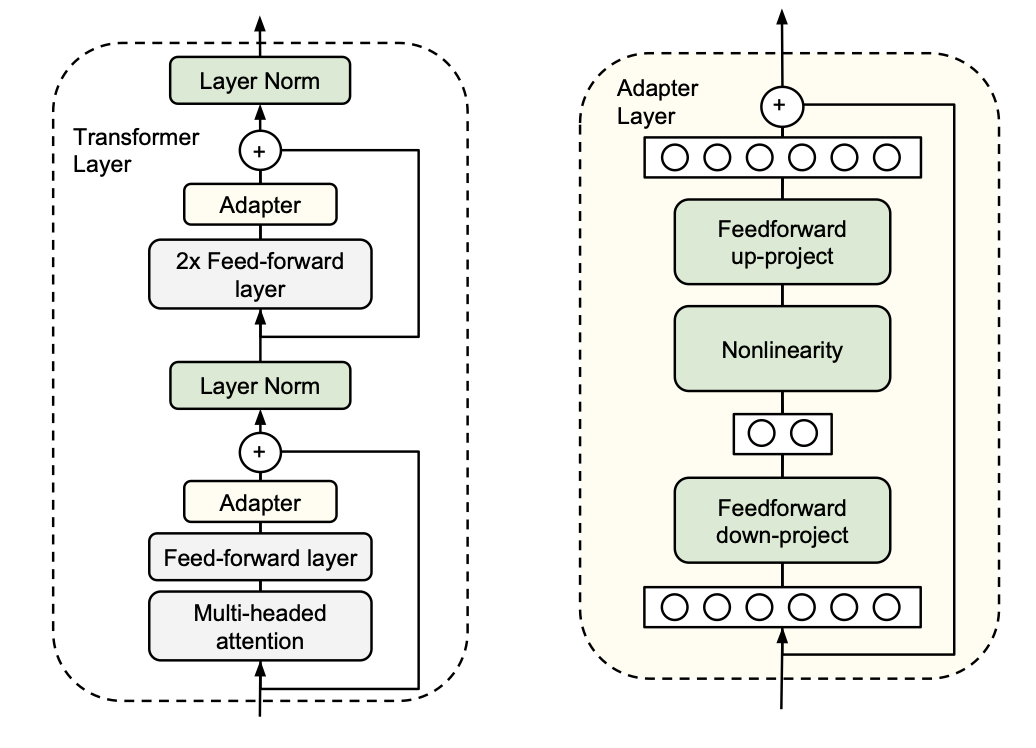 Layer Norm
Transformer
Layer
+
Adapter
2x Feed-forward
layer
Layer Norm
+
Adapter
Feed-forward layer
Multi-headed
attention
Adapter
Layer
+
Feedforward
up-project
Nonlinearity
Feedforward
down-project